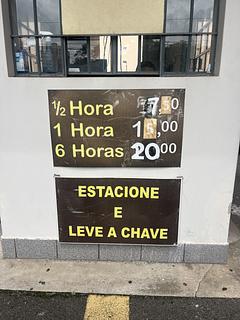 ½ Hora 7,50
1 Hora 15,00
6 Horas 20,00
ESTACIONE
E
LEVE A CHAVE